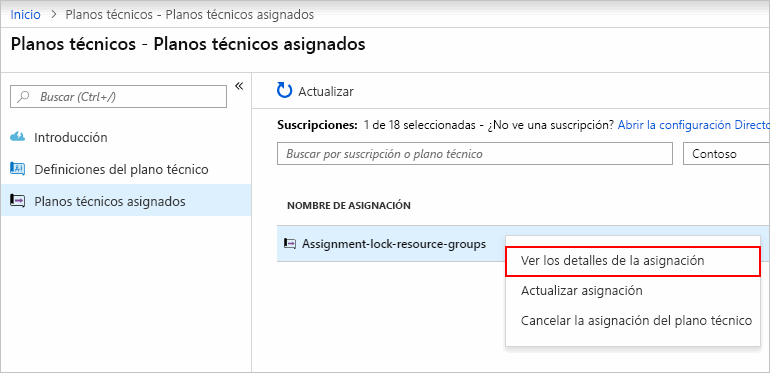 Inicio > Planos técnicos - Planos técnicos asignados
Planos técnicos - Planos técnicos asignados
Buscar (Ctrl+/)
«
Introducción
Definiciones del plano técnico
Planos técnicos asignados
Actualizar
Suscripciones: 1 de 18 seleccionadas - ¿No ve una suscripción? Abrir la configuración Directo
Buscar por suscripción o plano técnico
Contoso
NOMBRE DE ASIGNACIÓN
Assignment-lock-resource-groups
Ver los detalles de la asignación
Actualizar asignación
Cancelar la asignación del plano técnico